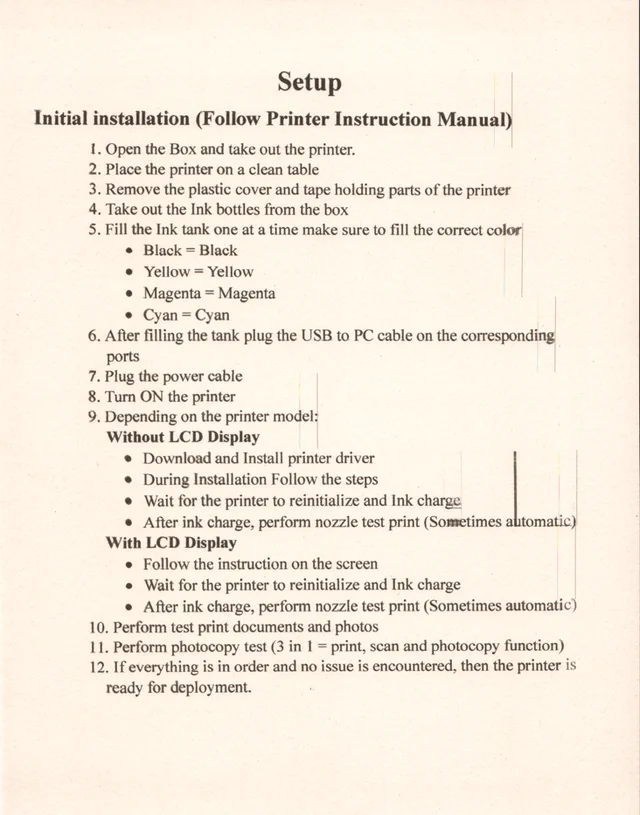 Setup
Initial installation (Follow Printer Instruction Manual)
1. Open the Box and take out the printer.
2. Place the printer on a clean table
3. Remove the plastic cover and tape holding parts of the printer
4. Take out the Ink bottles from the box
5. Fill the Ink tank one at a time make sure to fill the correct color
• Black = Black
• Yellow = Yellow
• Magenta = Magenta
• Cyan = Cyan
6. After filling the tank plug the USB to PC cable on the corresponding
ports
7. Plug the power cable
8. Turn ON the printer
9. Depending on the printer model:
Without LCD Display
• Download and Install printer driver
• During Installation Follow the steps
• Wait for the printer to reinitialize and Ink charge
• After ink charge, perform nozzle test print (Sometimes automatic)
With LCD Display
• Follow the instruction on the screen
• Wait for the printer to reinitialize and Ink charge
• After ink charge, perform nozzle test print (Sometimes automatic)
10. Perform test print documents and photos
11. Perform photocopy test (3 in 1 = print, scan and photocopy function)
12. If everything is in order and no issue is encountered, then the printer is
ready for deployment.